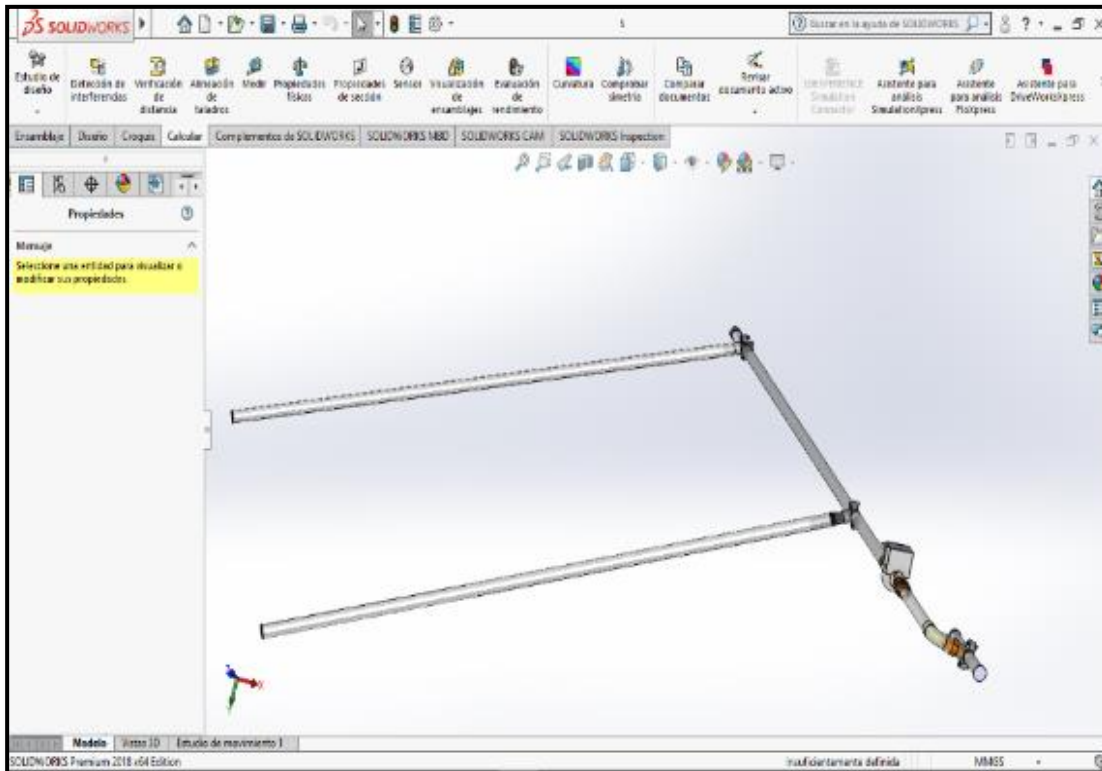 SOLIDWORKS
5
Buscar en la ayuda de SOLIDWORKS
Estudio de diseño
Detección de interferencias
Verificación de distancia
Alineación de taladros
Medir
Propiedades físicas
Propiedades de sección
Sensor
Visualización de ensamblajes
Evaluación de rendimiento
Curvatura
Comprobar simetría
Comparar documentos
Revisar documento activo
Asistente para análisis SimulationXpress
Asistente para análisis FloXpress
Asistente para DriveWorksXpress
Ensamblaje
Diseño
Croquis
Calcular
Complementos de SOLIDWORKS
SOLIDWORKS MBD
SOLIDWORKS CAM
SOLIDWORKS Inspection
Propiedades
Mensaje
Seleccione una entidad para visualizar o
modificar sus propiedades.
Modelo
Vistas 3D
Estudio de movimiento 1
SOLIDWORKS Premium 2018 x64 Edition
Insuficientemente definida
MMGS